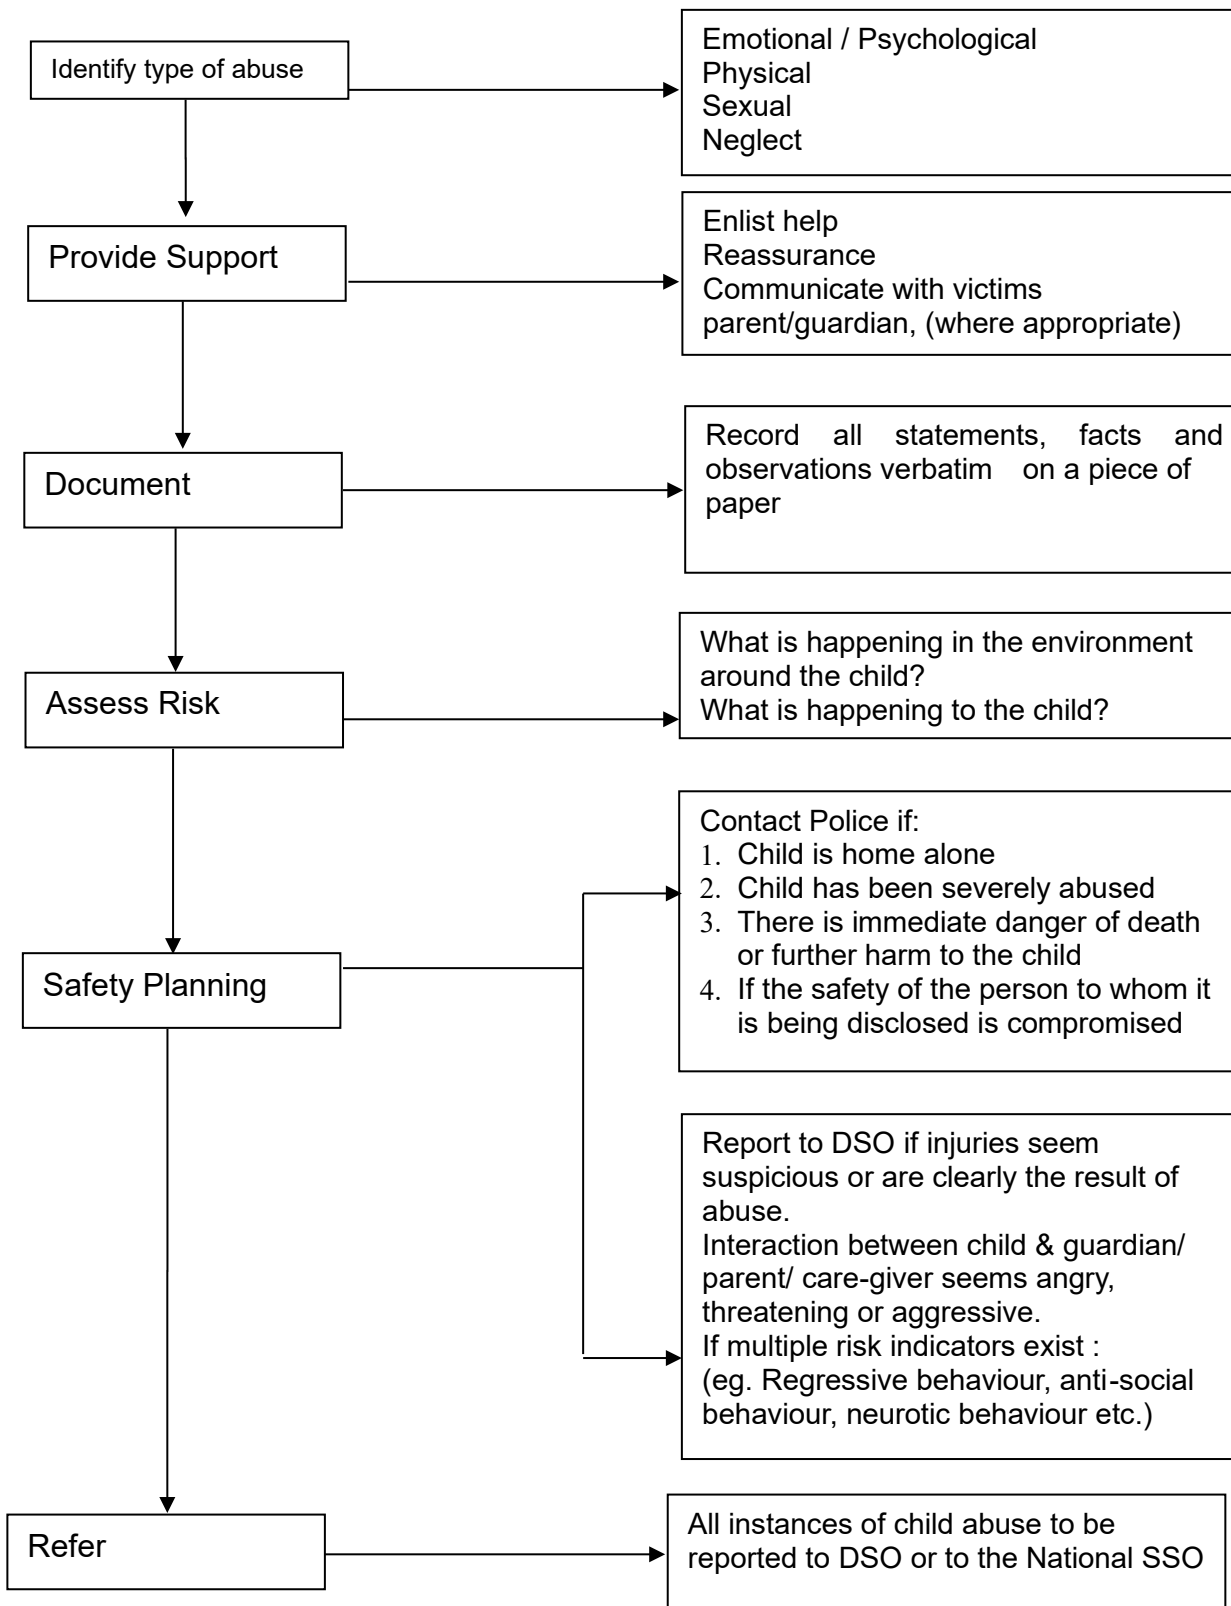 Identify type of abuse
Emotional / Psychological
Physical
Sexual
Neglect
Provide Support
Enlist help
Reassurance
Communicate with victims
parent/guardian, (where appropriate)
Document
Record all statements, facts and
observations verbatim on a piece of
paper
Assess Risk
What is happening in the environment
around the child?
What is happening to the child?
Safety Planning
Contact Police if:
1. Child is home alone
2. Child has been severely abused
3. There is immediate danger of death
or further harm to the child
4. If the safety of the person to whom it
is being disclosed is compromised
Report to DSO if injuries seem
suspicious or are clearly the result of
abuse.
Interaction between child & guardian/
parent/ care-giver seems angry,
threatening or aggressive.
If multiple risk indicators exist :
(eg. Regressive behaviour, anti-social
behaviour, neurotic behaviour etc.)
Refer
All instances of child abuse to be
reported to DSO or to the National SSO